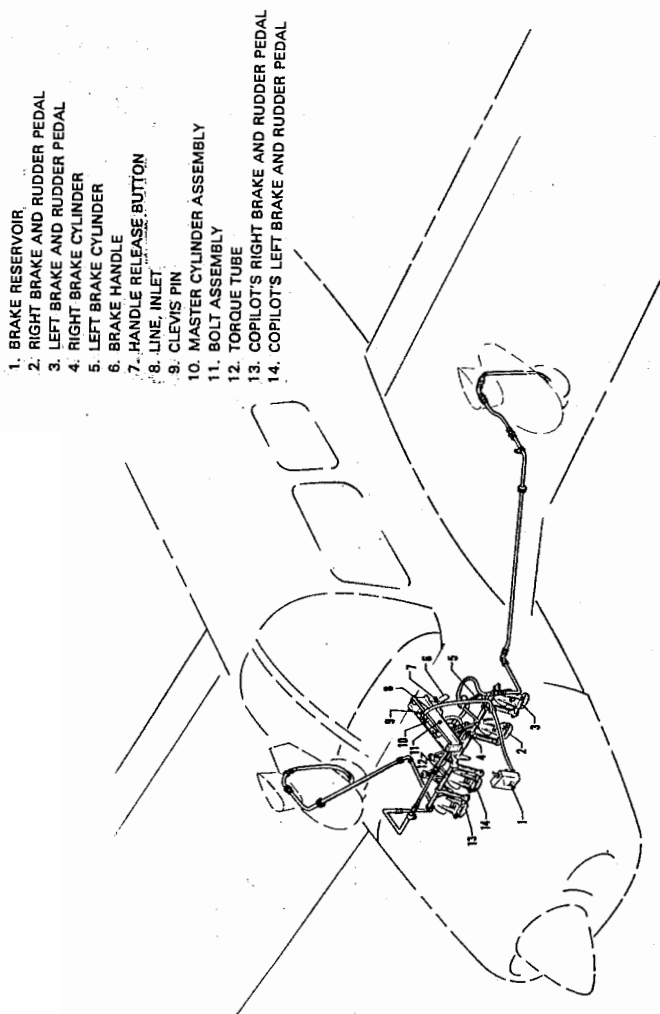 1. BRAKE RESERVOIR
2. RIGHT BRAKE AND RUDDER PEDAL
3. LEFT BRAKE AND RUDDER PEDAL
4. RIGHT BRAKE CYLINDER
5. LEFT BRAKE CYLINDER
6. BRAKE HANDLE
7. HANDLE RELEASE BUTTON
8. LINE, INLET
9. CLEVIS PIN
10. MASTER CYLINDER ASSEMBLY
11. BOLT ASSEMBLY
12. TORQUE TUBE
13. COPILOT'S RIGHT BRAKE AND RUDDER PEDAL
14. COPILOT'S LEFT BRAKE AND RUDDER PEDAL
9
8
7
6
5
10
11
12
4
3
2
1
13
14